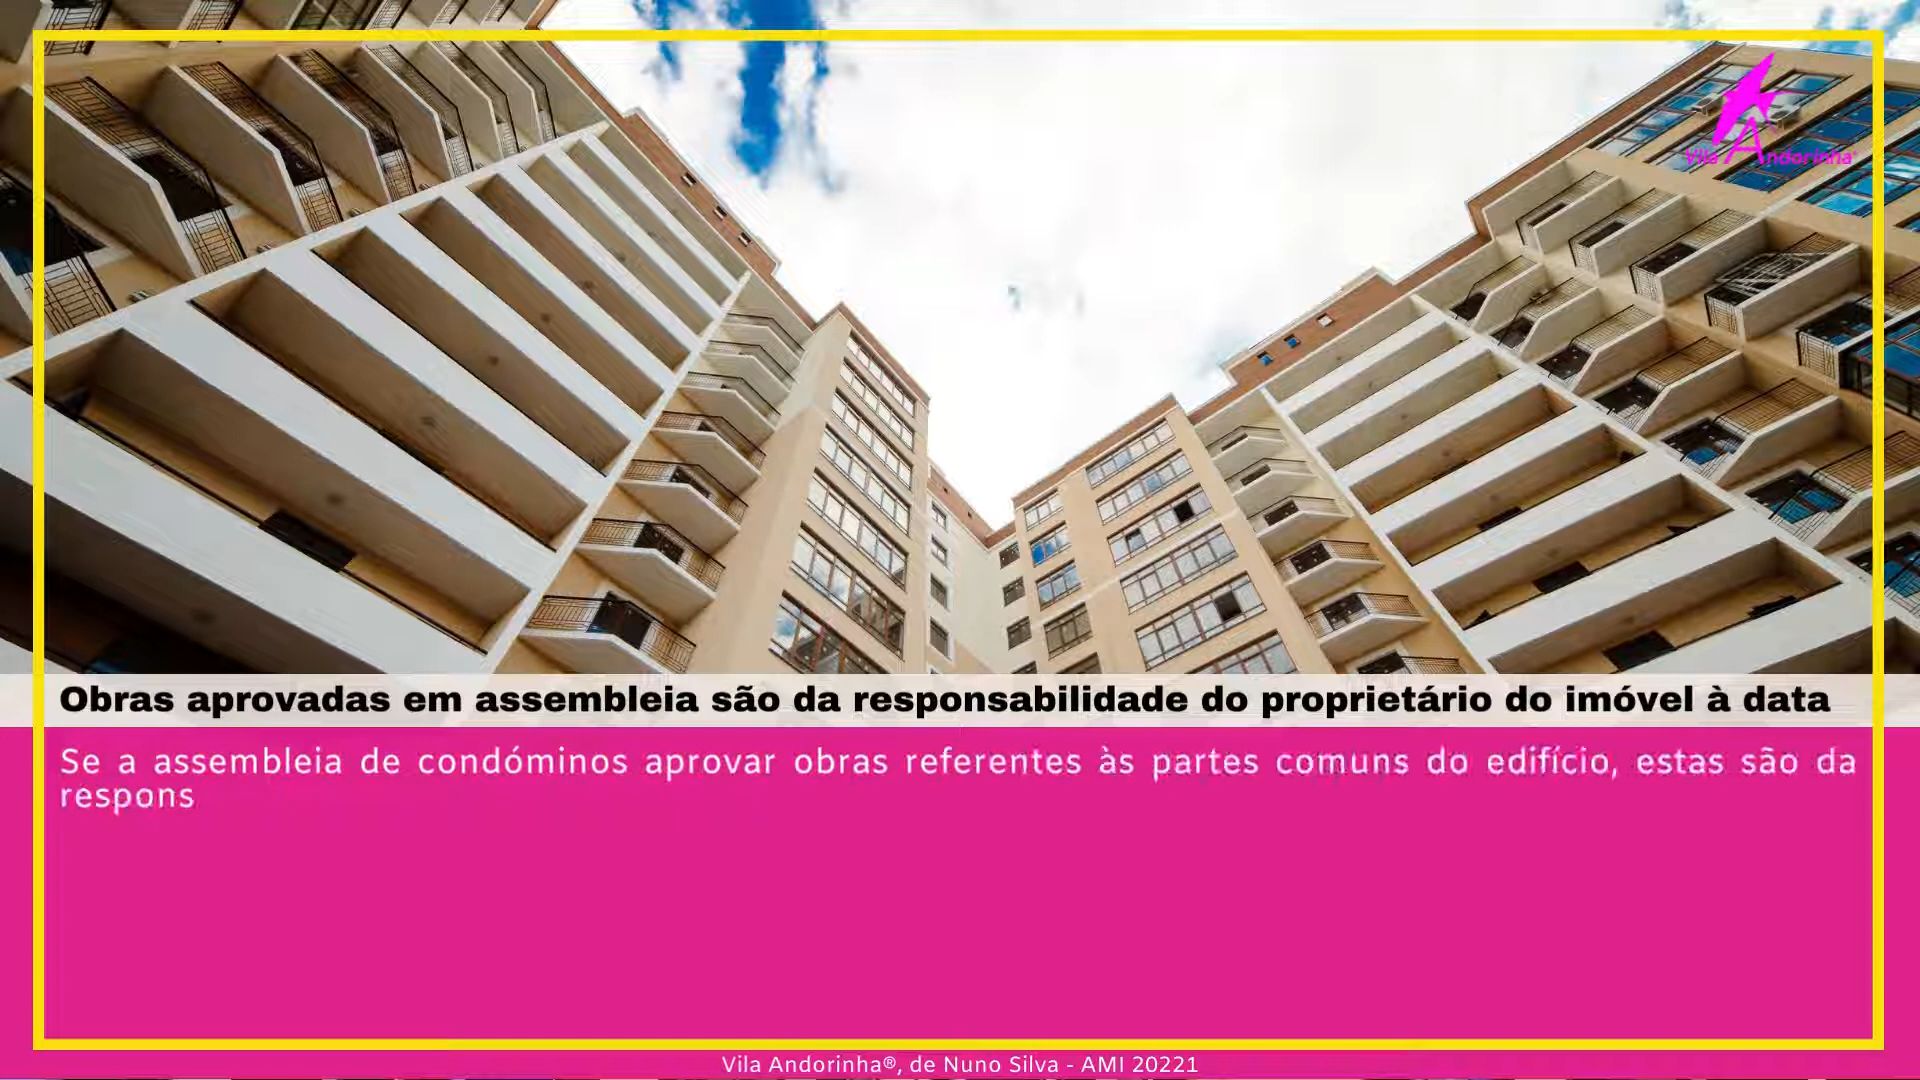 Vila Andorinha®
Obras aprovadas em assembleia são da responsabilidade do proprietário do imóvel à data
Se a assembleia de condóminos aprovar obras referentes às partes comuns do edifício, estas são da
respons
Vila Andorinha®, de Nuno Silva - AMI 20221